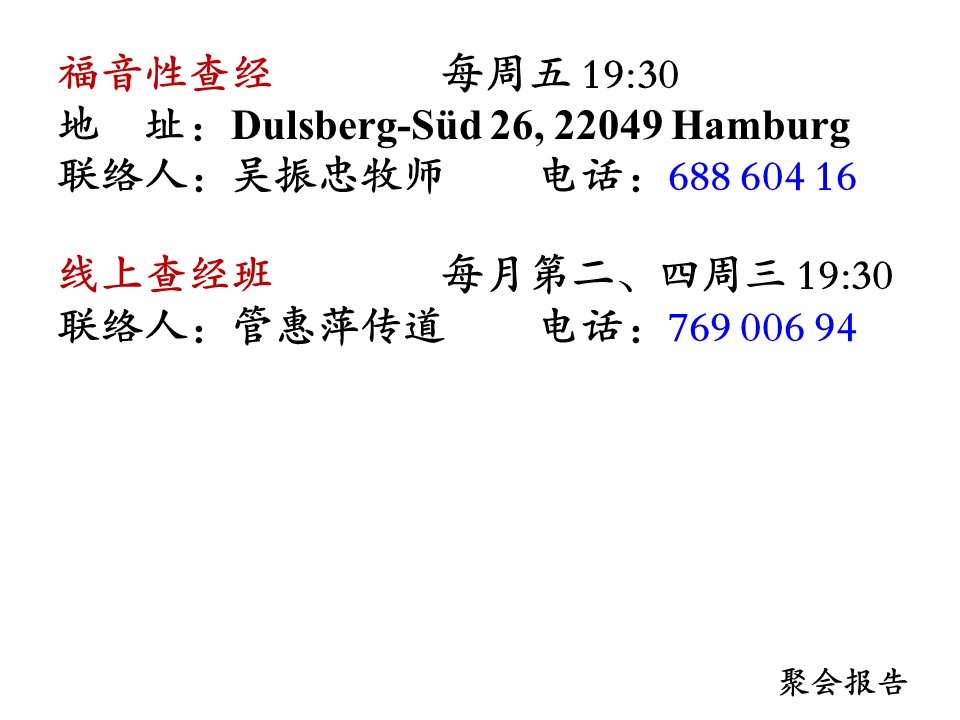 福音性查经 每周五 19:30
地 址：Dulsberg-Süd 26, 22049 Hamburg
联络人：吴振忠牧师 电话：688 604 16
线上查经班 每月第二、四周三 19:30
联络人：管惠萍传道 电话：769 006 94
聚会报告